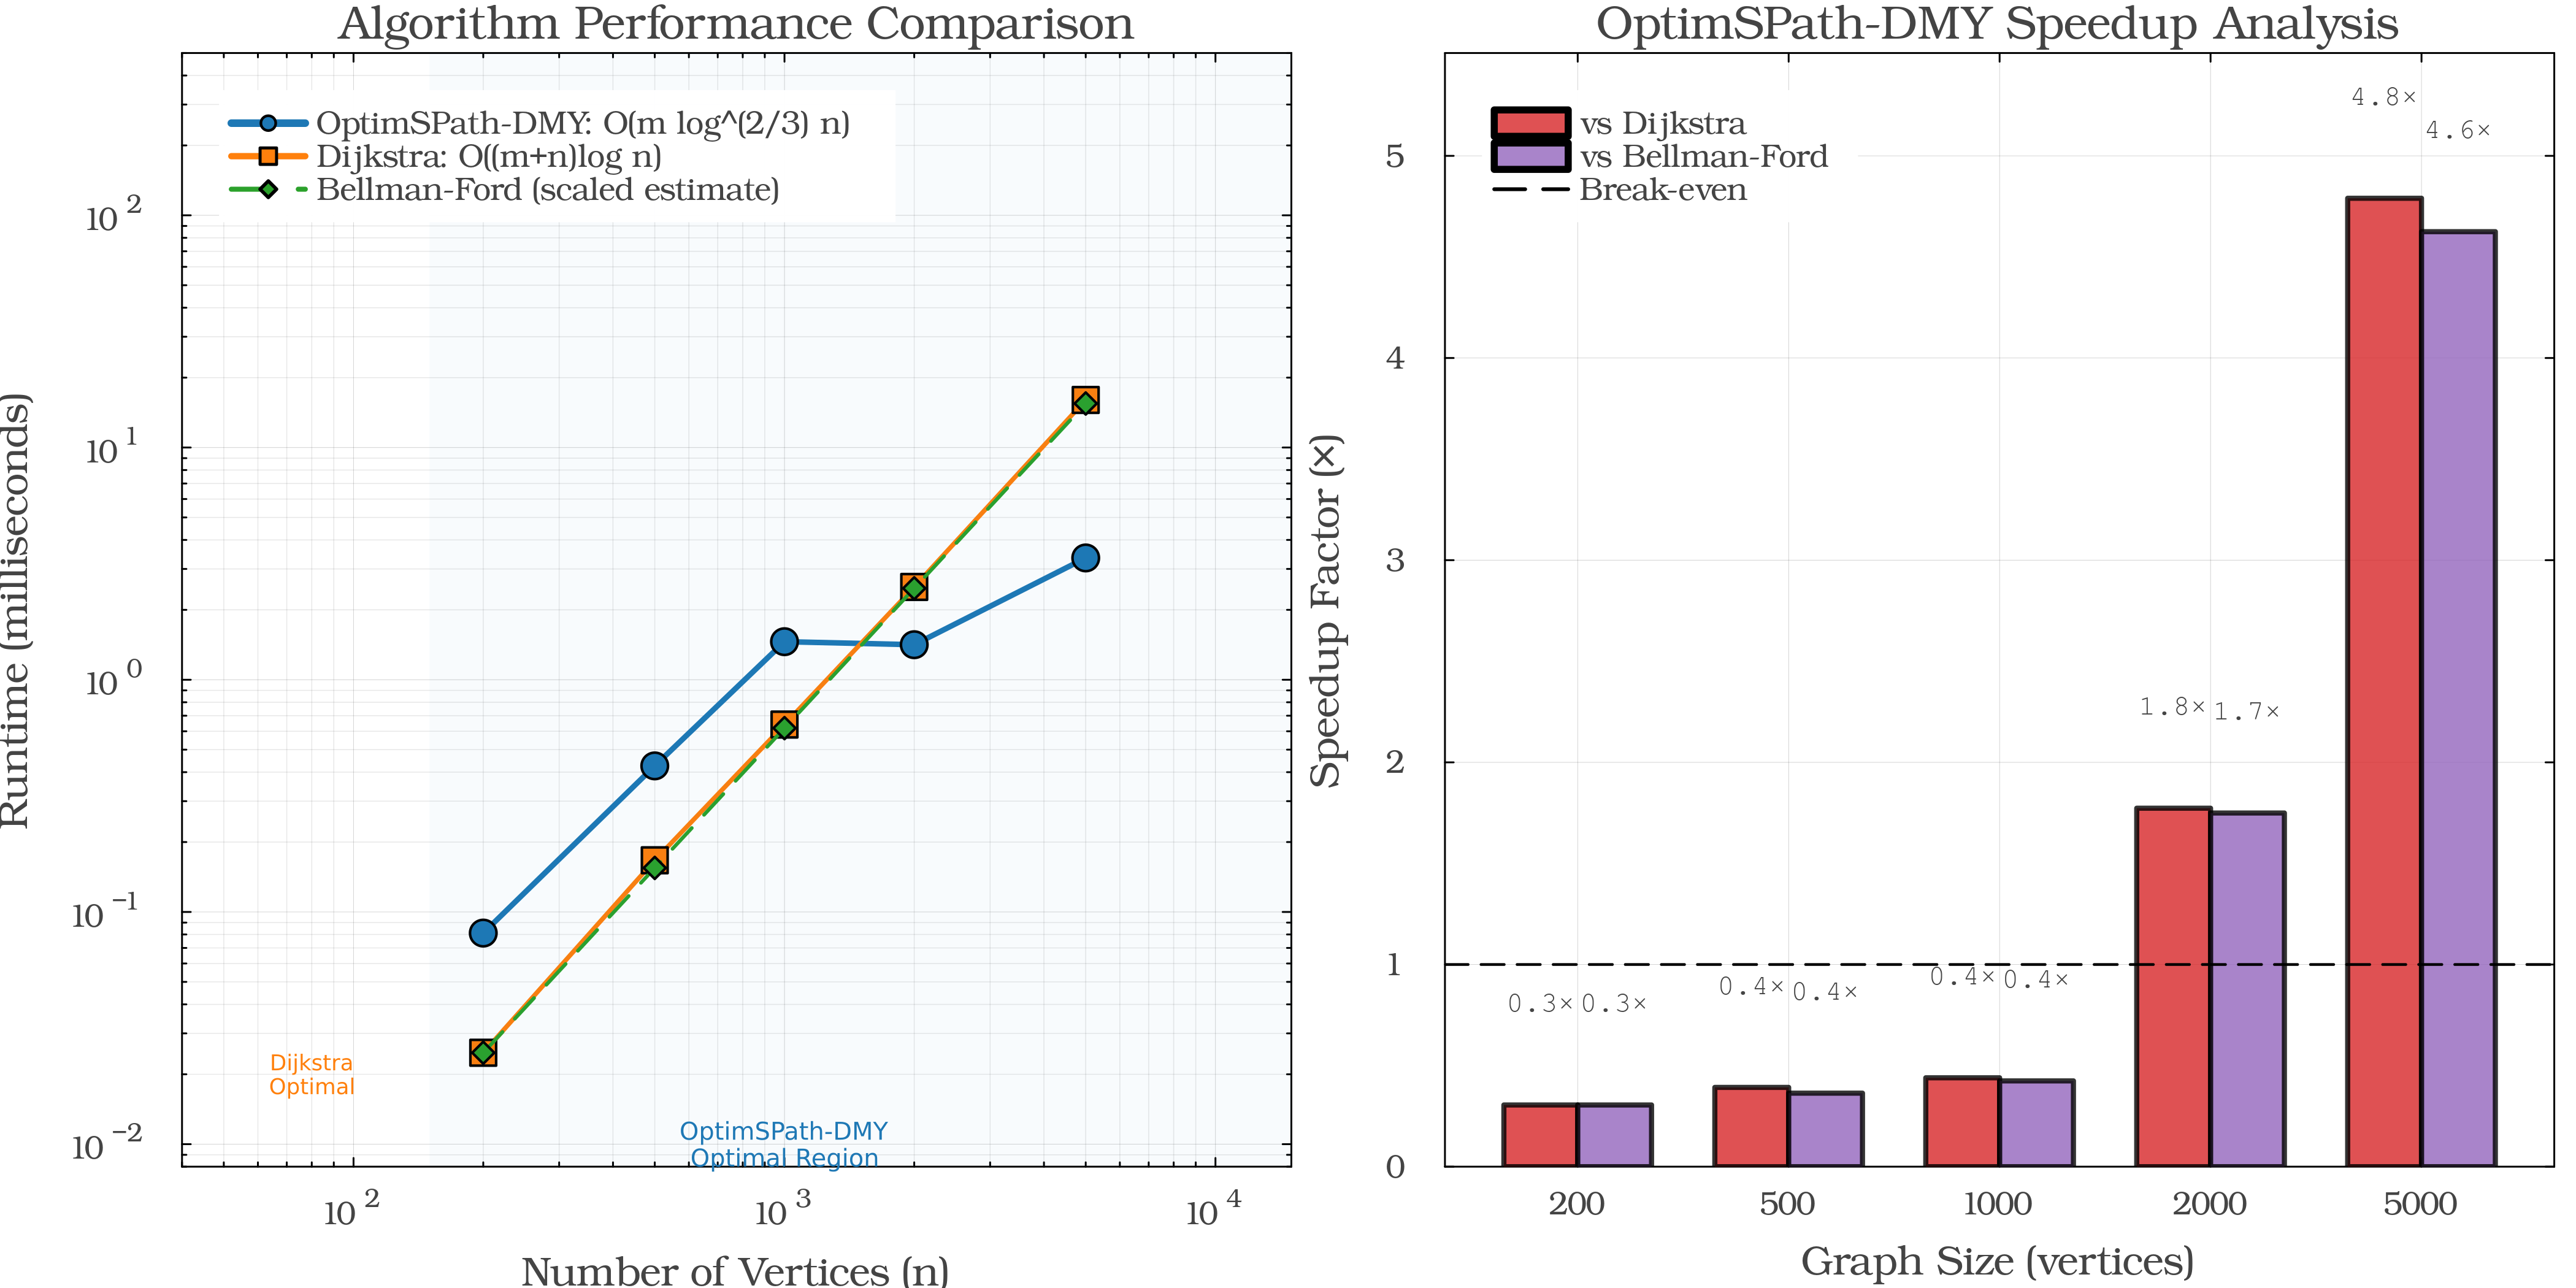 Algorithm Performance Comparison
OptimSPath-DMY: O(m log^(2/3) n)
Dijkstra: O((m+n)log n)
Bellman-Ford (scaled estimate)
Runtime (milliseconds)
10 2
10 1
10 0
10 −1
10 −2
Dijkstra
Optimal
OptimSPath-DMY
Optimal Region
10 2
10 3
10 4
Number of Vertices (n)
OptimSPath-DMY Speedup Analysis
vs Dijkstra
vs Bellman-Ford
Break-even
Speedup Factor (×)
5
4
3
2
1
0
0.3× 0.3×
0.4× 0.4×
0.4× 0.4×
1.8× 1.7×
4.8×
4.6×
200 500 1000 2000 5000
Graph Size (vertices)